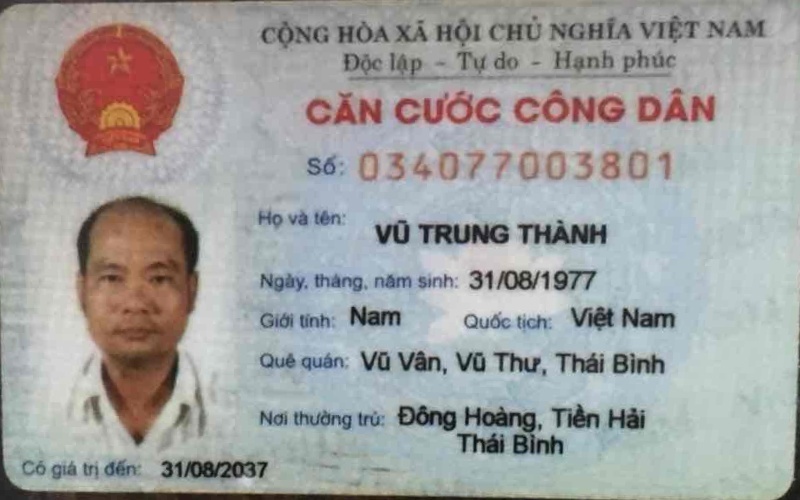 CỘNG HÒA XÃ HỘI CHỦ NGHĨA VIỆT NAM
Độc lập - Tự do - Hạnh phúc
CĂN CƯỚC CÔNG DÂN
Số: 034077003801
Họ và tên: VŨ TRUNG THÀNH
Ngày, tháng, năm sinh: 31/08/1977
Giới tính: Nam Quốc tịch: Việt Nam
Quê quán: Vũ Vân, Vũ Thư, Thái Bình
Nơi thường trú: Đông Hoàng, Tiền Hải
Thái Bình
Có giá trị đến: 31/08/2037